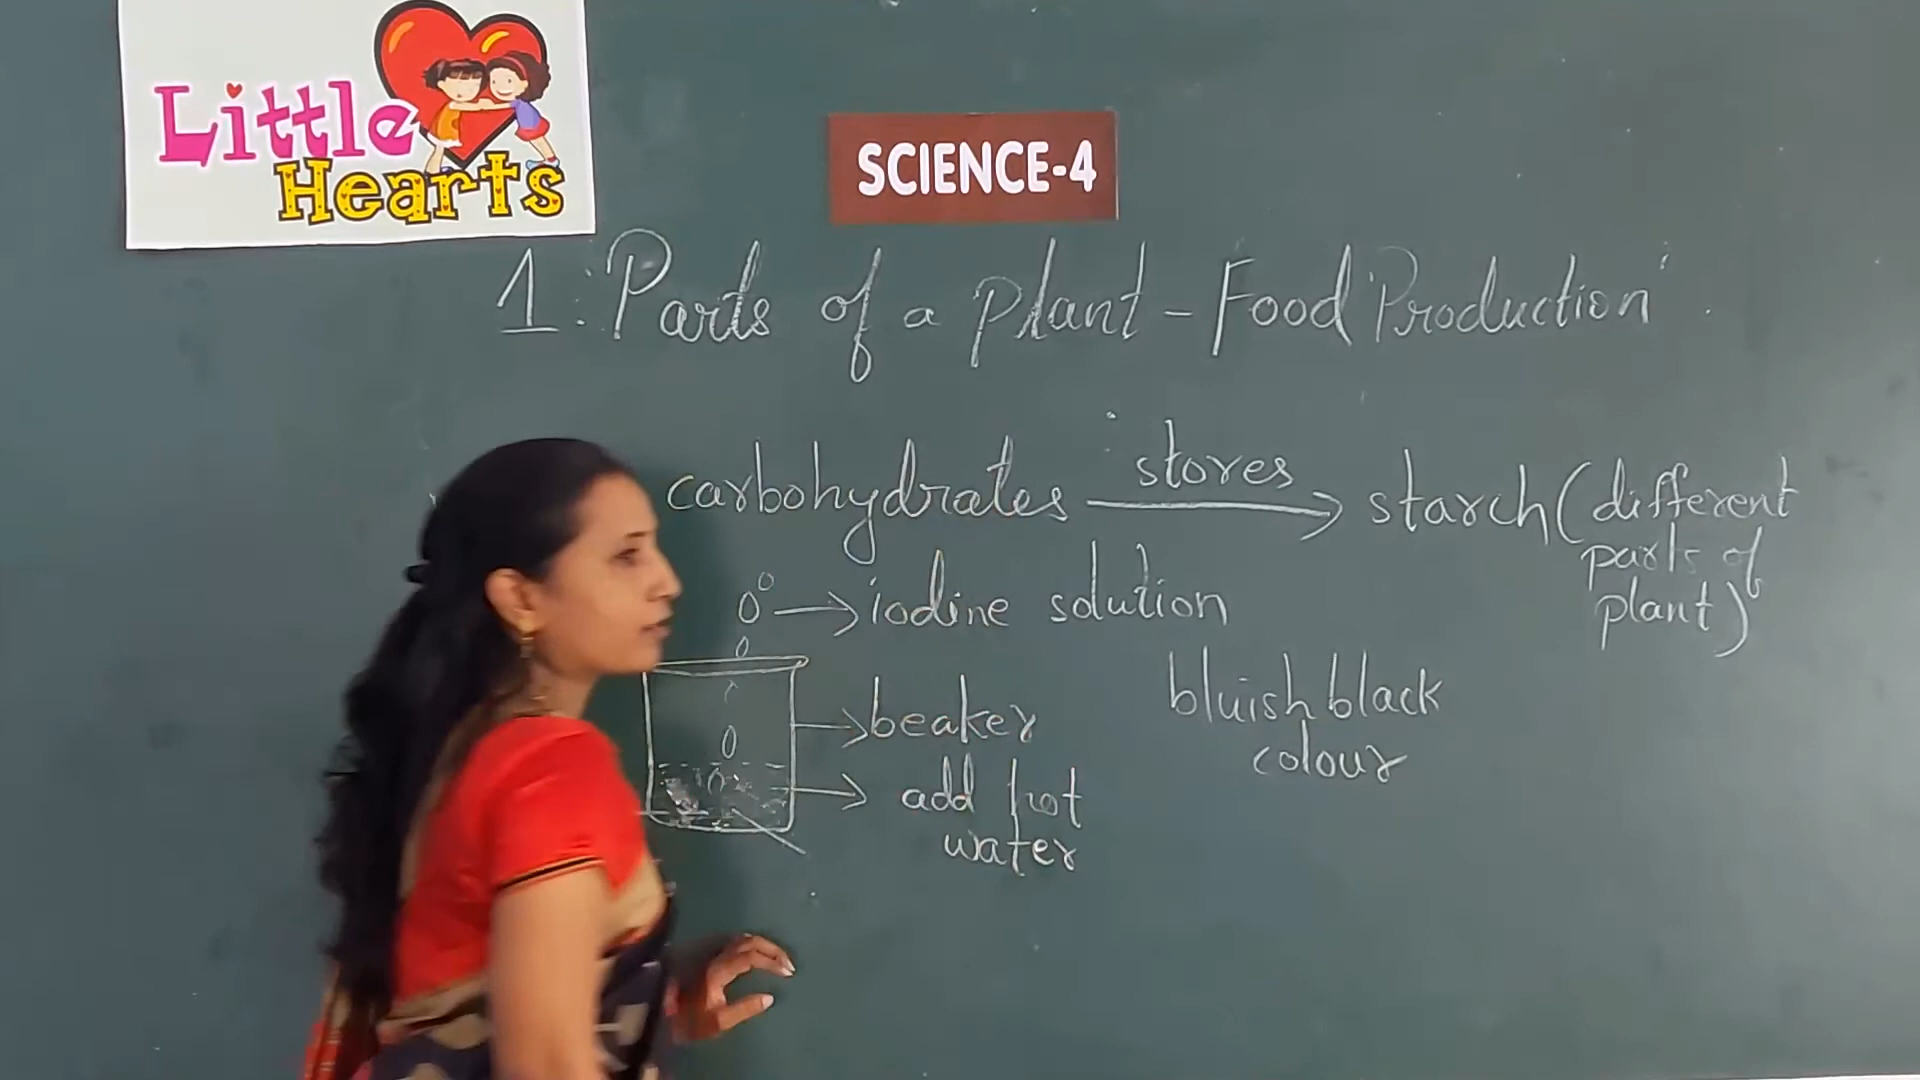 Little
Hearts
SCIENCE-4
1: Parts of a plant - Food Production
carbohydrates stores starch (different
parts of
plant)
iodine solution
beaker
bluish black
colour
add hot
water